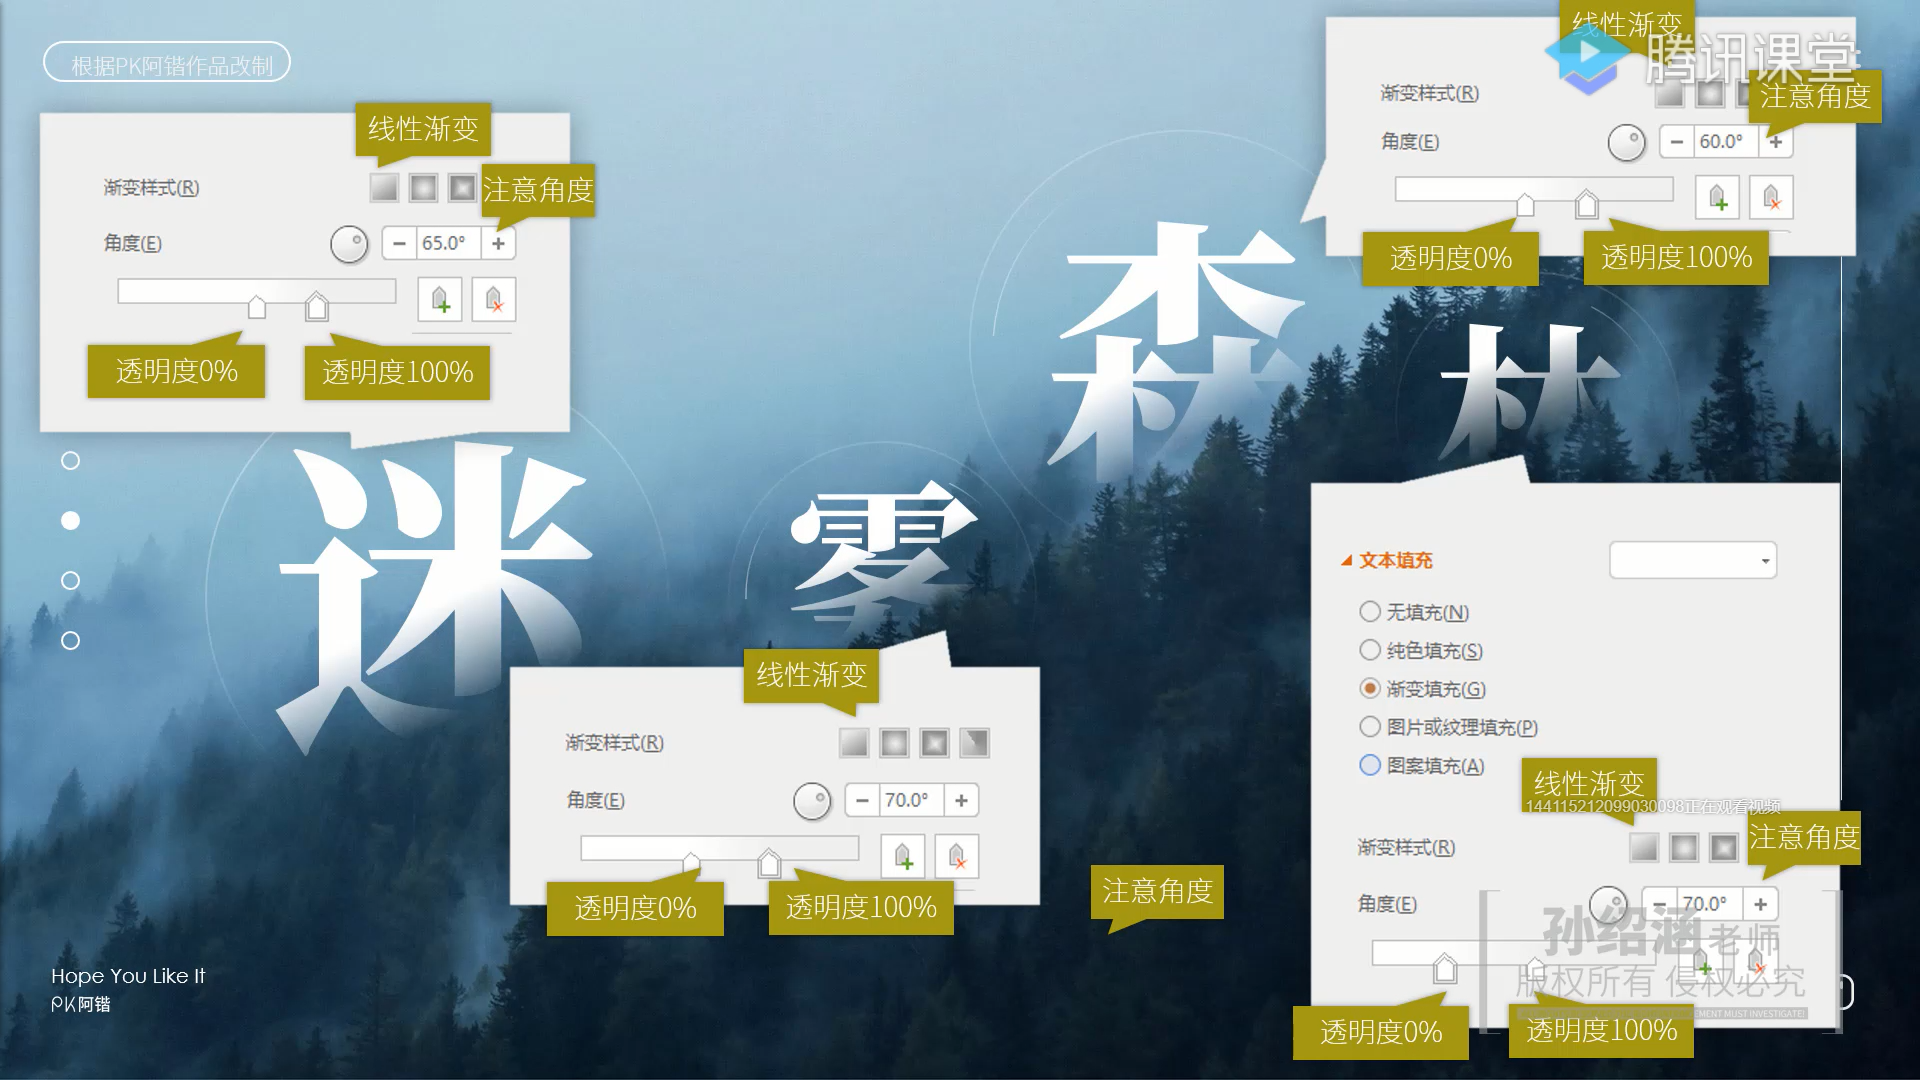 根据PK阿锴作品改制
线性渐变
渐变样式(R)
注意角度
角度(E)
65.0°
透明度0%
透明度100%
线性渐变
腾讯课堂
渐变样式(R)
注意角度
角度(E)
60.0°
透明度0%
透明度100%
迷
雾
森
林
线性渐变
渐变样式(R)
角度(E)
70.0°
透明度0%
透明度100%
注意角度
文本填充
无填充(N)
纯色填充(S)
渐变填充(G)
图片或纹理填充(P)
图案填充(A)
线性渐变
144115212099030098正在观看视频
渐变样式(R)
注意角度
角度(E)
70.0°
孙绍涵老师
版权所有 侵权必究
EMENT MUST INVESTIGATE!
透明度0%
透明度100%
Hope You Like It
PK阿锴